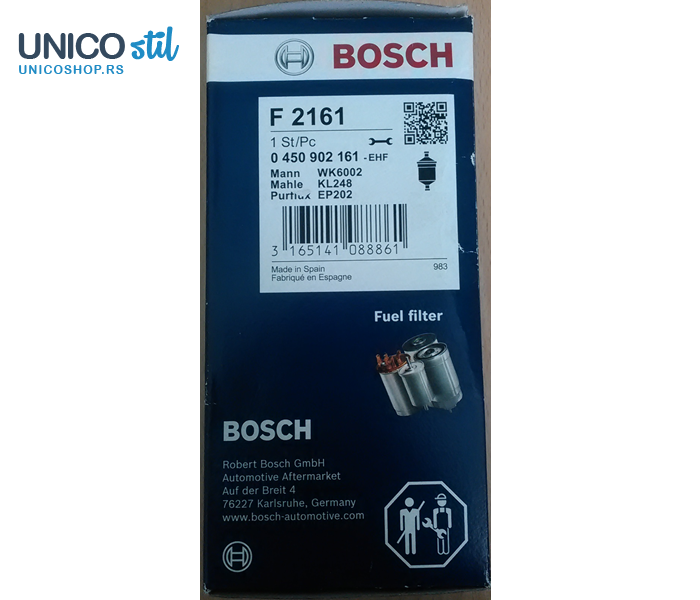 UNICO stil
UNICOSHOP.RS
BOSCH
F 2161
1 St/Pc
0 450 902 161 -EHF
Mann WK6002
Mahle KL248
Purflux EP202
3 165141 088861
Made in Spain 983
Fabriqué en Espagne
Fuel filter
BOSCH
Robert Bosch GmbH
Automotive Aftermarket
Auf der Breit 4
76227 Karlsruhe, Germany
www.bosch-automotive.com